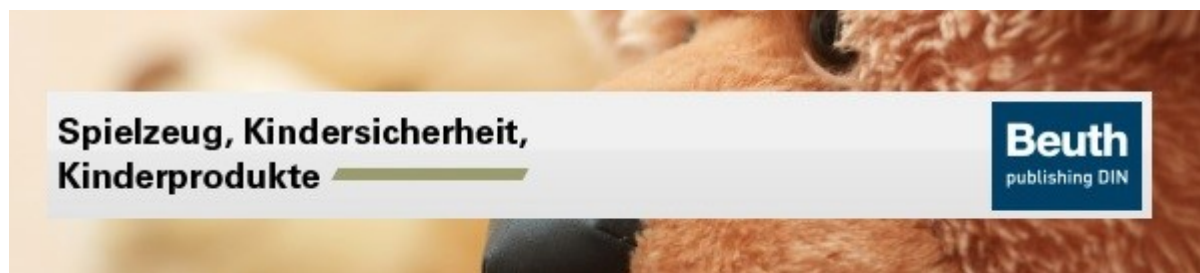 Spielzeug, Kindersicherheit,
Kinderprodukte
Beuth
publishing DIN